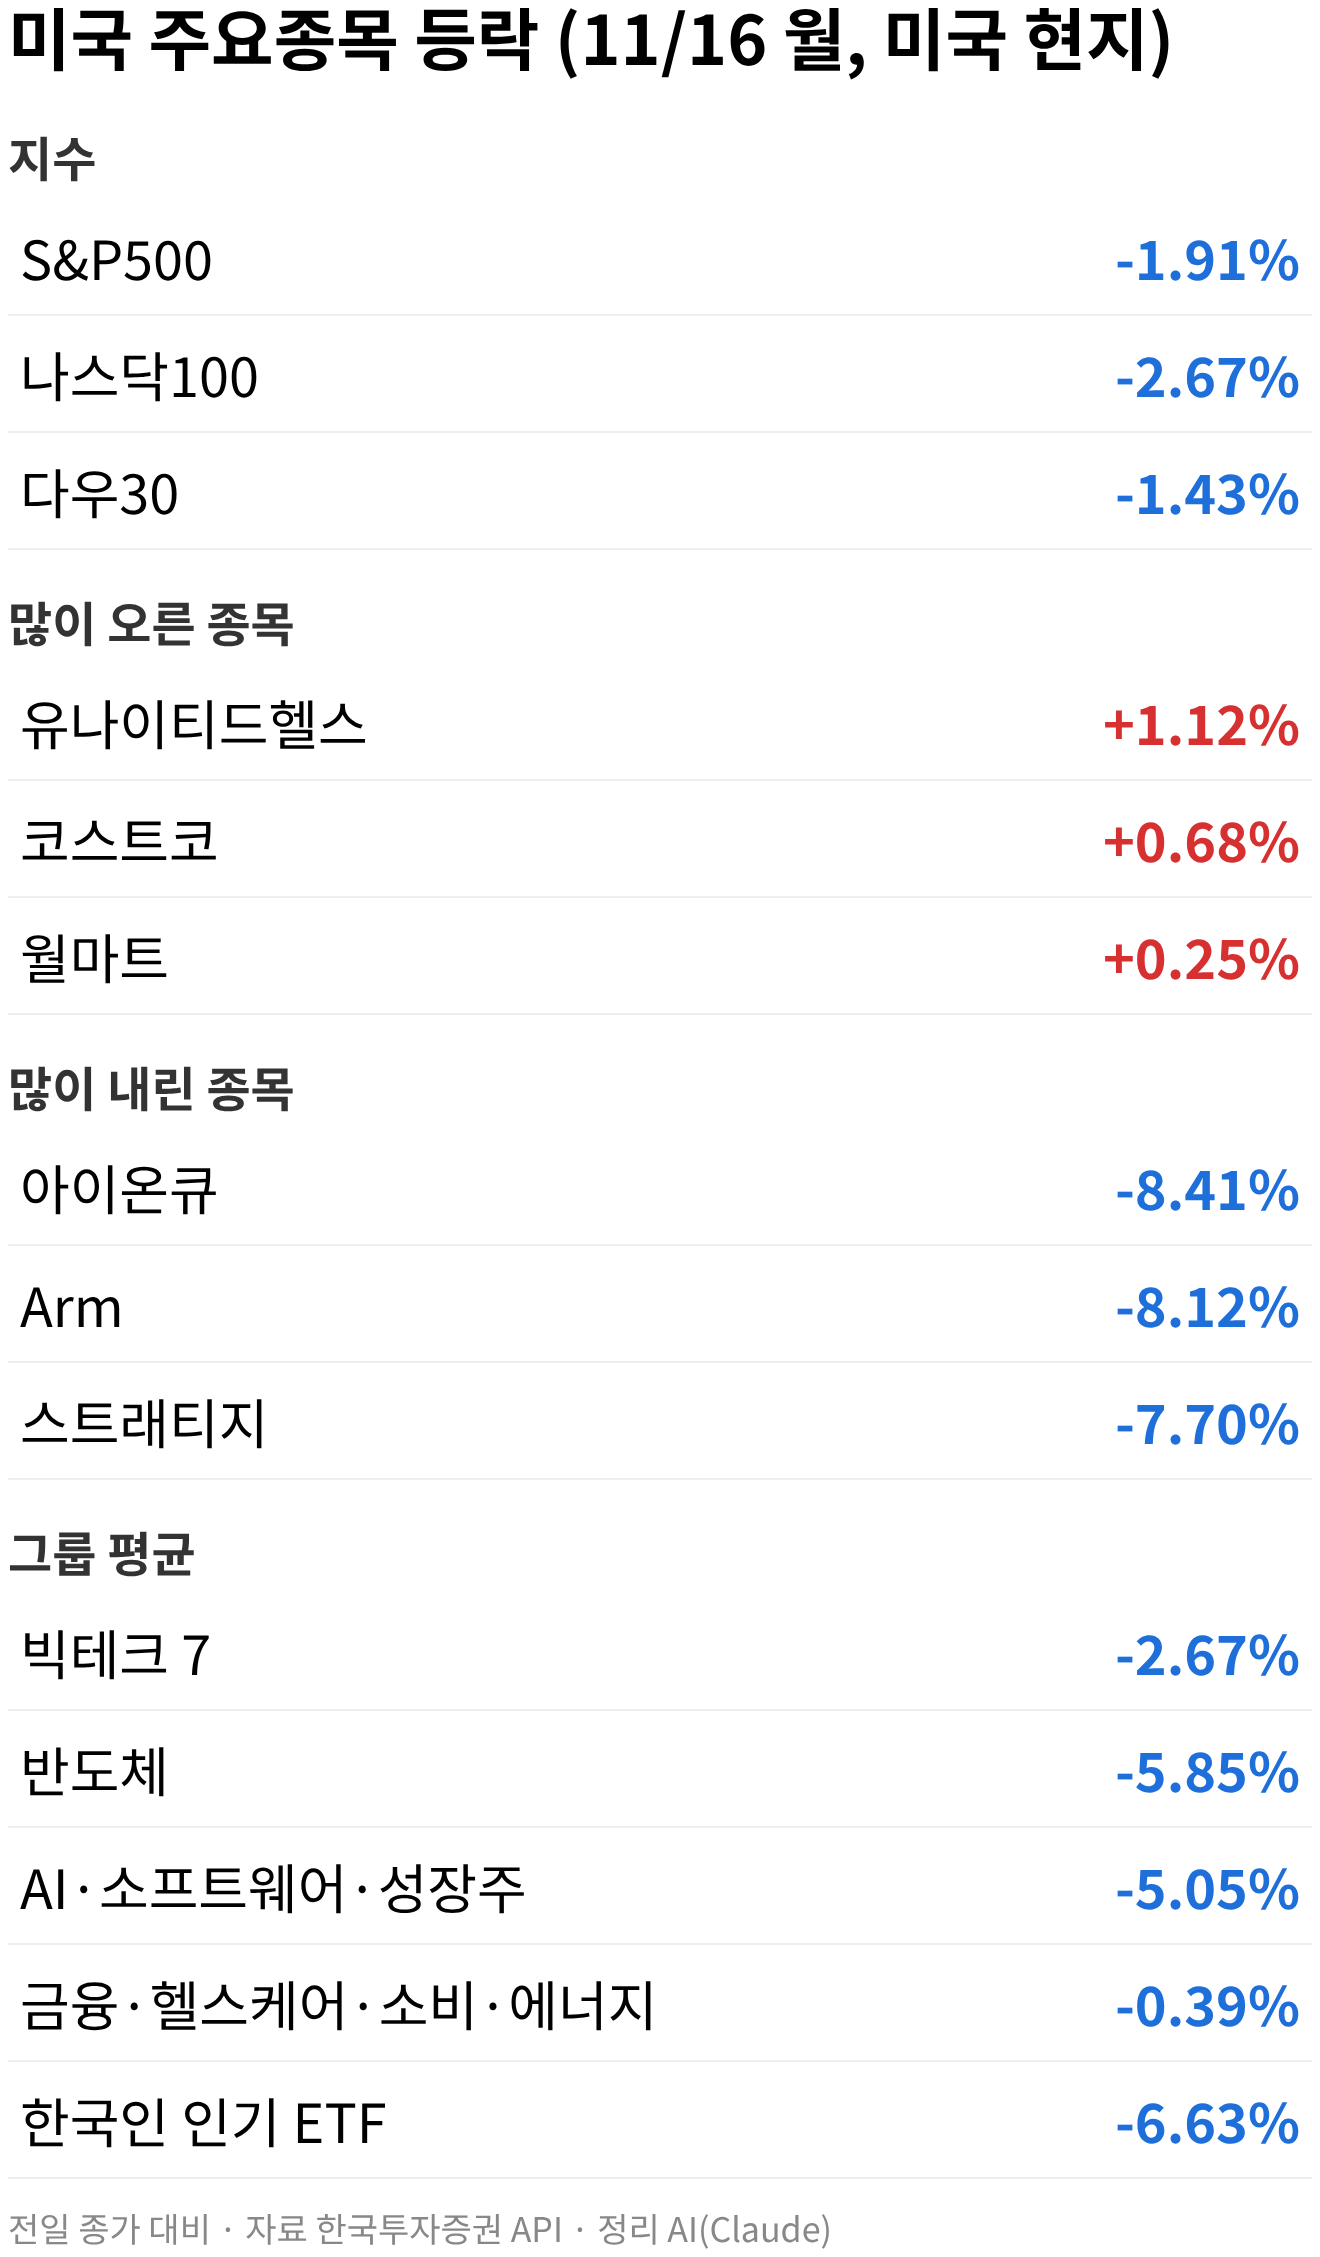 미국 주요종목 등락 (11/16 월, 미국 현지)
지수
S&P500 -1.91%
나스닥100 -2.67%
다우30 -1.43%
많이 오른 종목
유나이티드헬스 +1.12%
코스트코 +0.68%
월마트 +0.25%
많이 내린 종목
아이온큐 -8.41%
Arm -8.12%
스트래티지 -7.70%
그룹 평균
빅테크 7 -2.67%
반도체 -5.85%
AI·소프트웨어·성장주 -5.05%
금융·헬스케어·소비·에너지 -0.39%
한국인 인기 ETF -6.63%
전일 종가 대비 · 자료 한국투자증권 API · 정리 AI(Claude)